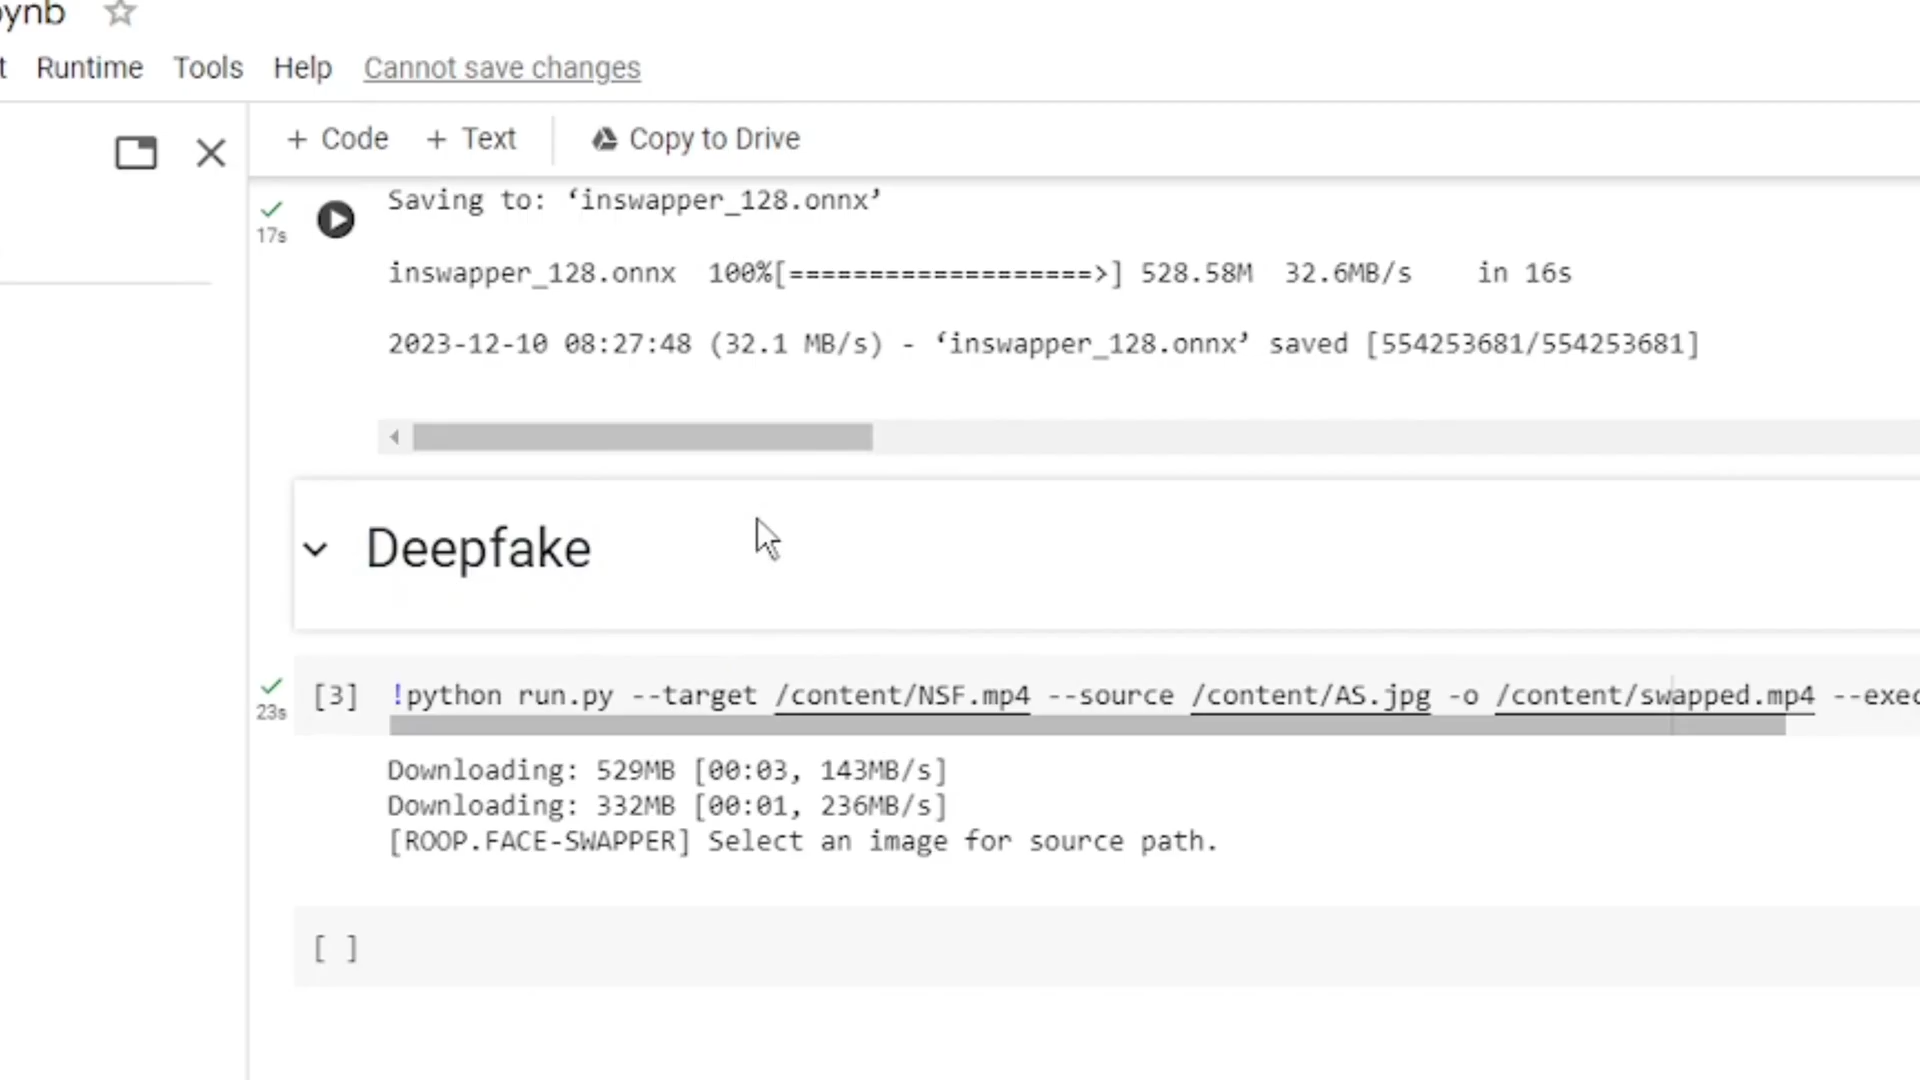 ynb
t Runtime Tools Help Cannot save changes
+ Code + Text Copy to Drive
Saving to: ‘inswapper_128.onnx’
17s
inswapper_128.onnx 100%[===================>] 528.58M 32.6MB/s in 16s
2023-12-10 08:27:48 (32.1 MB/s) - ‘inswapper_128.onnx’ saved [554253681/554253681]
Deepfake
[3] !python run.py --target /content/NSF.mp4 --source /content/AS.jpg -o /content/swapped.mp4 --exec
23s
Downloading: 529MB [00:03, 143MB/s]
Downloading: 332MB [00:01, 236MB/s]
[ROOP.FACE-SWAPPER] Select an image for source path.
[ ]